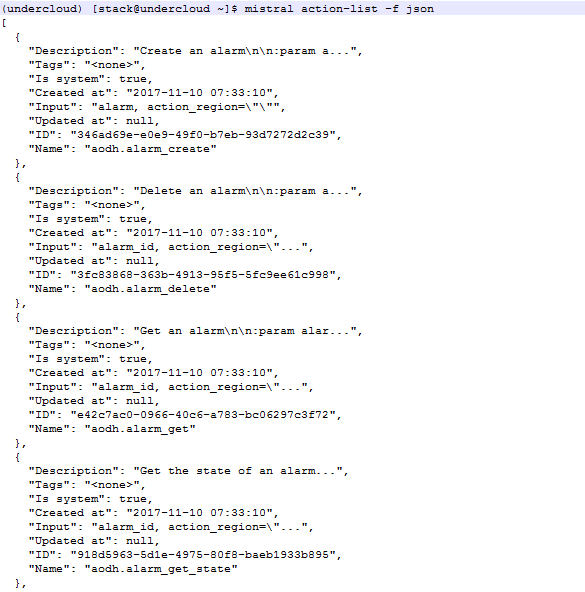 (undercloud) [stack@undercloud ~]$ mistral action-list -f json
[
  {
    "Description": "Create an alarm\n\n:param a...",
    "Tags": "<none>",
    "Is system": true,
    "Created at": "2017-11-10 07:33:10",
    "Input": "alarm, action_region=\"\"",
    "Updated at": null,
    "ID": "346ad69e-e0e9-49f0-b7eb-93d7272d2c39",
    "Name": "aodh.alarm_create"
  },
  {
    "Description": "Delete an alarm\n\n:param a...",
    "Tags": "<none>",
    "Is system": true,
    "Created at": "2017-11-10 07:33:10",
    "Input": "alarm_id, action_region=\"...",
    "Updated at": null,
    "ID": "3fc83868-363b-4913-95f5-5fc9ee61c998",
    "Name": "aodh.alarm_delete"
  },
  {
    "Description": "Get an alarm\n\n:param alar...",
    "Tags": "<none>",
    "Is system": true,
    "Created at": "2017-11-10 07:33:10",
    "Input": "alarm_id, action_region=\"...",
    "Updated at": null,
    "ID": "e42c7ac0-0966-40c6-a783-bc06297c3f72",
    "Name": "aodh.alarm_get"
  },
  {
    "Description": "Get the state of an alarm...",
    "Tags": "<none>",
    "Is system": true,
    "Created at": "2017-11-10 07:33:10",
    "Input": "alarm_id, action_region=\"...",
    "Updated at": null,
    "ID": "918d5963-5d1e-4975-80f8-baeb1933b895",
    "Name": "aodh.alarm_get_state"
  },